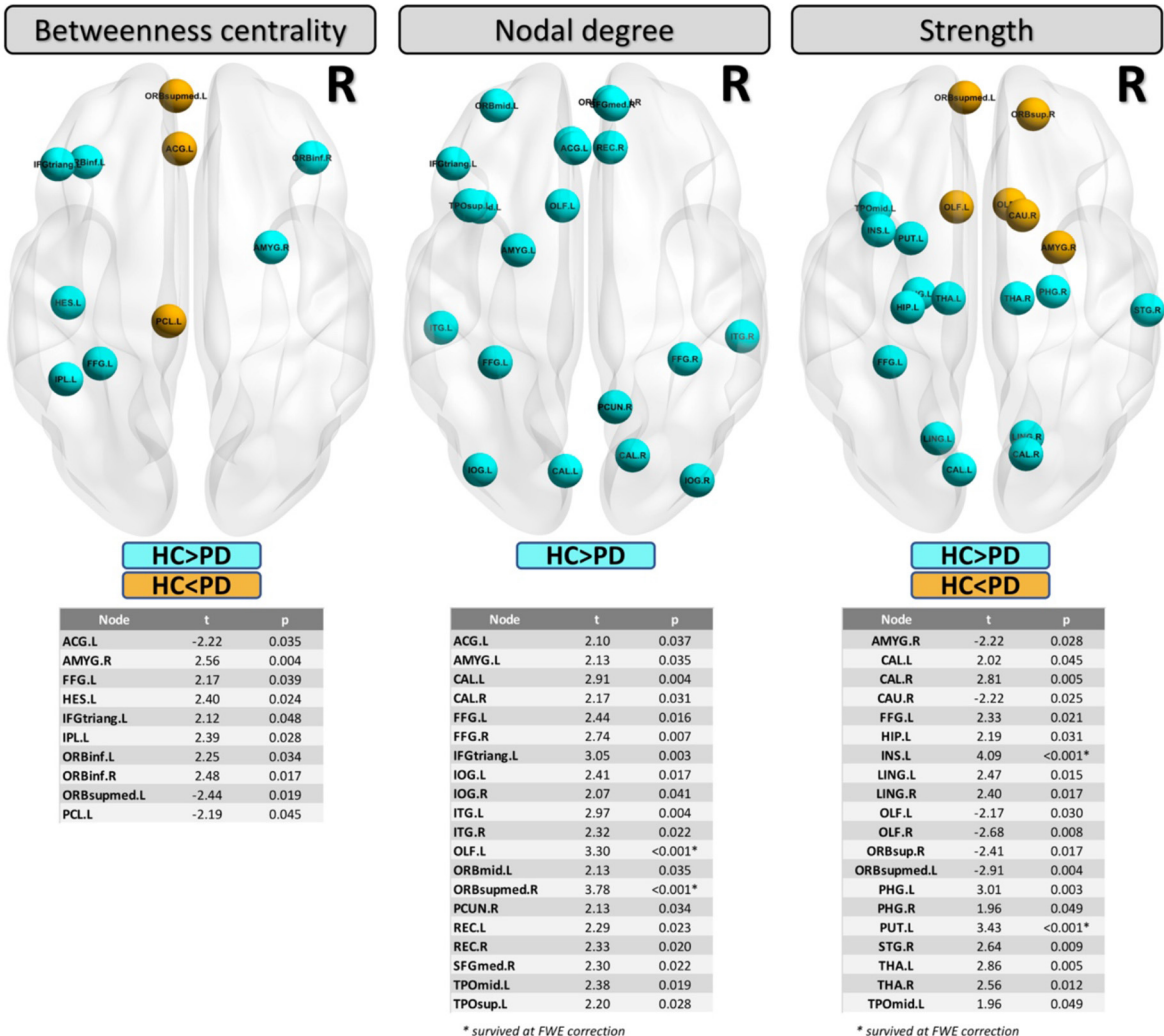 Betweenness centrality
R
ORBsupmed.L
ACG.L
IFGtriang.L
ORBinf.R
AMYG.R
HES.L
PCL.L
FFG.L
IPL.L
HC>PD
HC<PD
Node t p
ACG.L -2.22 0.035
AMYG.R 2.56 0.004
FFG.L 2.17 0.039
HES.L 2.40 0.024
IFGtriang.L 2.12 0.048
IPL.L 2.39 0.028
ORBinf.L 2.25 0.034
ORBinf.R 2.48 0.017
ORBsupmed.L -2.44 0.019
PCL.L -2.19 0.045
Nodal degree
R
ORBmid.L
SFGmed.R
ACG.L
REC.R
IFGtriang.L
TPOsup.L
OLF.L
AMYG.L
ITG.L
ITG.R
FFG.L
FFG.R
PCUN.R
CAL.R
IOG.L
CAL.L
IOG.R
HC>PD
Node t p
ACG.L 2.10 0.037
AMYG.L 2.13 0.035
CAL.L 2.91 0.004
CAL.R 2.17 0.031
FFG.L 2.44 0.016
FFG.R 2.74 0.007
IFGtriang.L 3.05 0.003
IOG.L 2.41 0.017
IOG.R 2.07 0.041
ITG.L 2.97 0.004
ITG.R 2.32 0.022
OLF.L 3.30 <0.001*
ORBmid.L 2.13 0.035
ORBsupmed.R 3.78 <0.001*
PCUN.R 2.13 0.034
REC.L 2.29 0.023
REC.R 2.33 0.020
SFGmed.R 2.30 0.022
TPOmid.L 2.38 0.019
TPOsup.L 2.20 0.028
* survived at FWE correction
Strength
R
ORBsupmed.L
ORBsup.R
TPOmid.L
OLF.L
CAU.R
INS.L
PUT.L
AMYG.R
HIP.L
THA.L
THA.R
PHG.R
STG.R
FFG.L
LING.L
LING.R
CAL.R
CAL.L
HC>PD
HC<PD
Node t p
AMYG.R -2.22 0.028
CAL.L 2.02 0.045
CAL.R 2.81 0.005
CAU.R -2.22 0.025
FFG.L 2.33 0.021
HIP.L 2.19 0.031
INS.L 4.09 <0.001*
LING.L 2.47 0.015
LING.R 2.40 0.017
OLF.L -2.17 0.030
OLF.R -2.68 0.008
ORBsup.R -2.41 0.017
ORBsupmed.L -2.91 0.004
PHG.L 3.01 0.003
PHG.R 1.96 0.049
PUT.L 3.43 <0.001*
STG.R 2.64 0.009
THA.L 2.86 0.005
THA.R 2.56 0.012
TPOmid.L 1.96 0.049
* survived at FWE correction